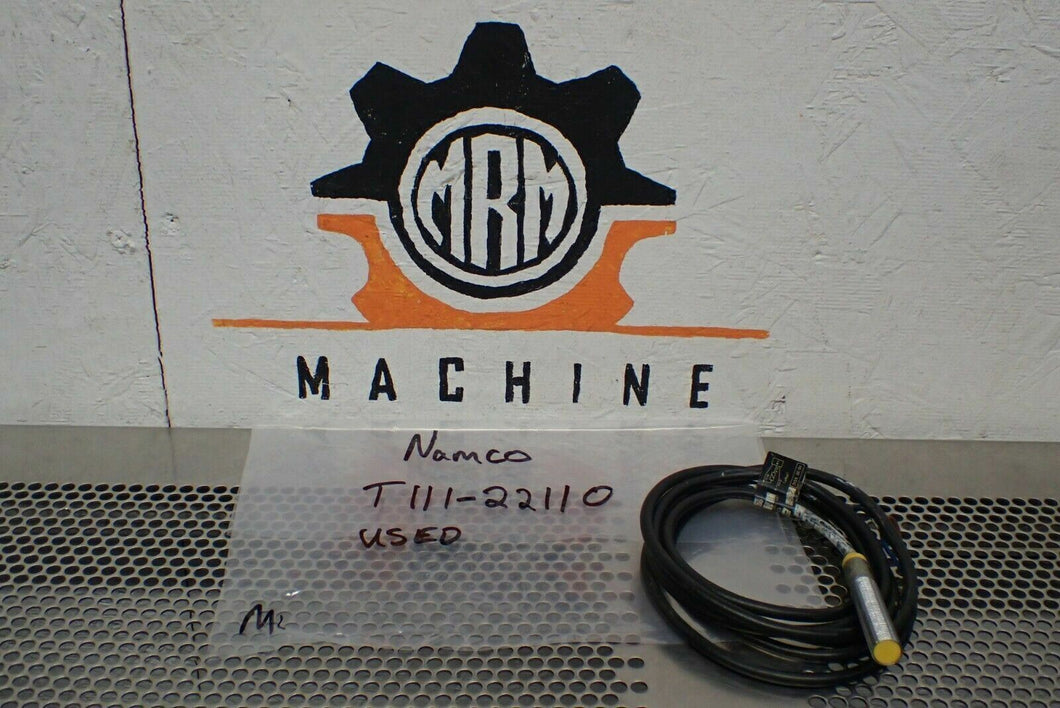 MRM
MACHINE
Namco
T111-22110
USED